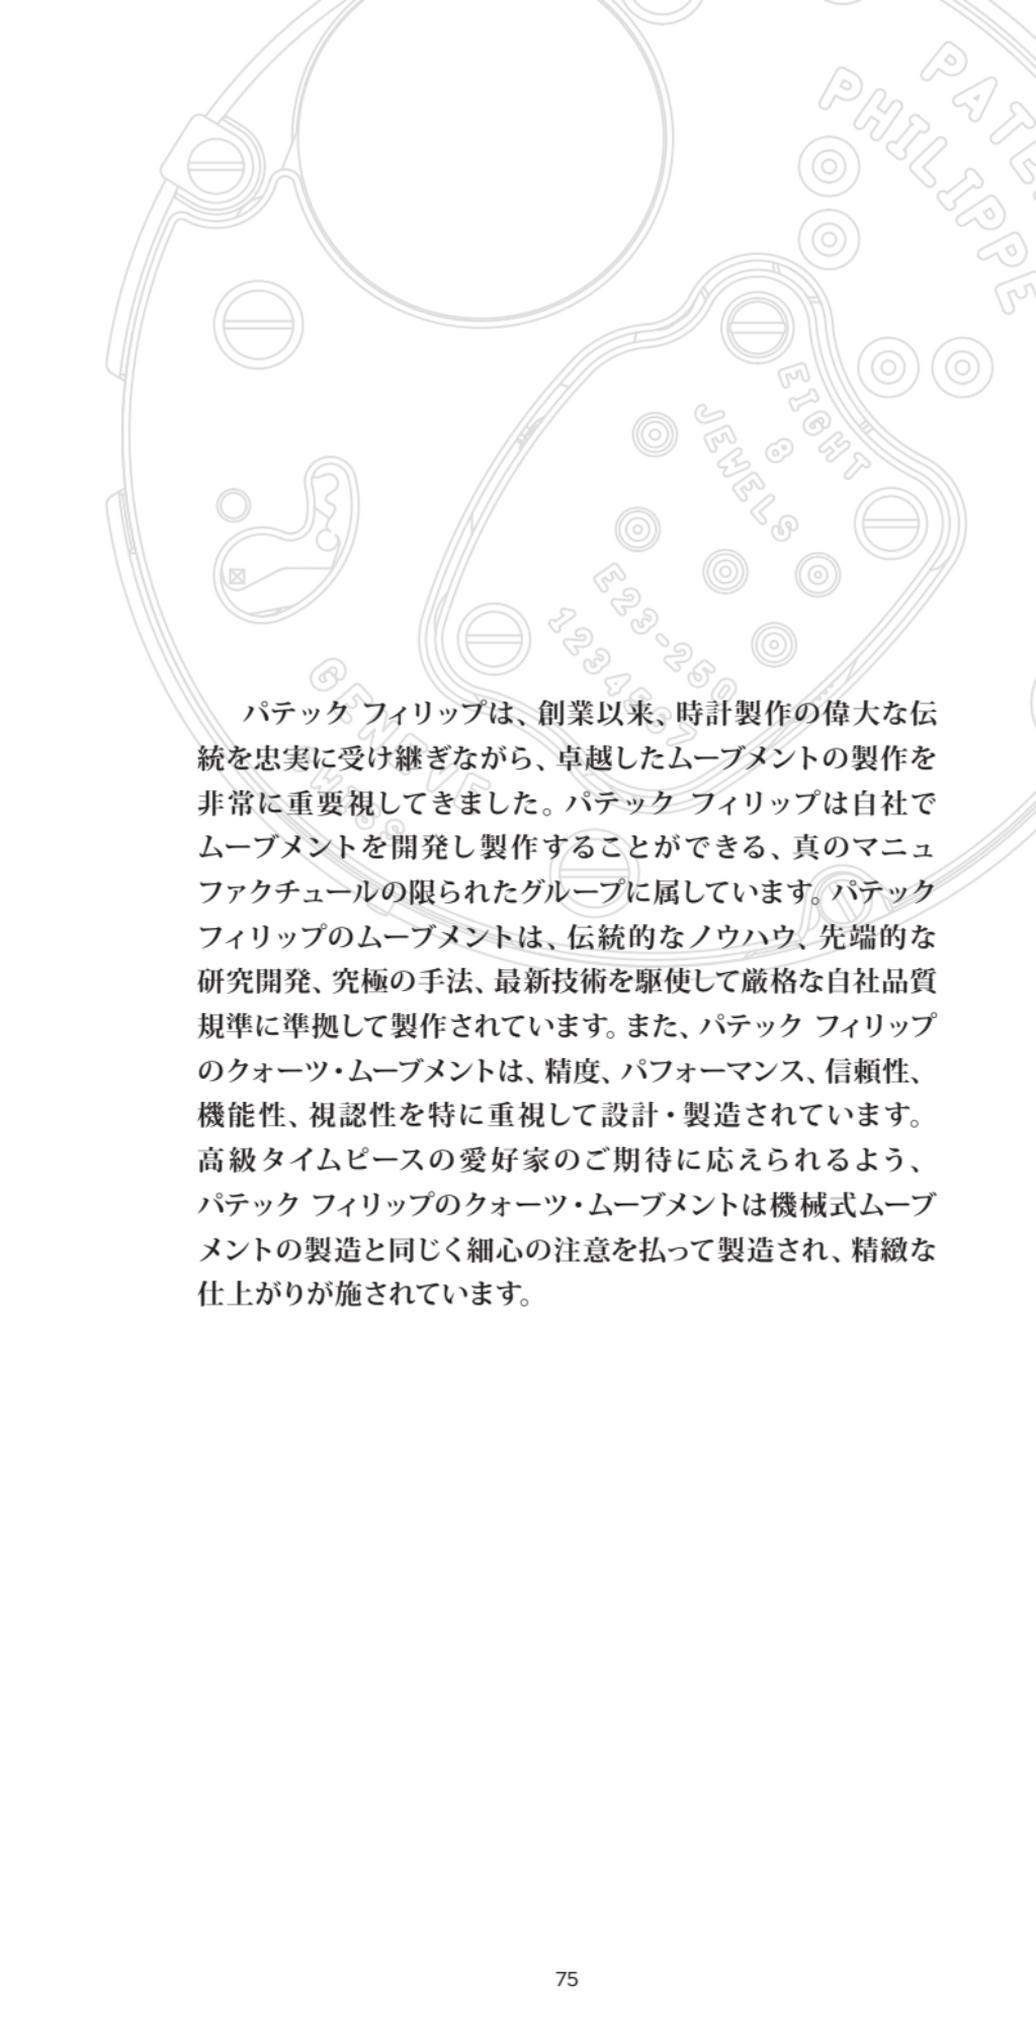 PATE
PHILIPPE
EIGHT
8
JEWELS
E23-250
1234567
GENEVE
SWISS
パテック フィリップは、創業以来、時計製作の偉大な伝
統を忠実に受け継ぎながら、卓越したムーブメントの製作を
非常に重要視してきました。パテック フィリップは自社で
ムーブメントを開発し製作することができる、真のマニュ
ファクチュールの限られたグループに属しています。パテック
フィリップのムーブメントは、伝統的なノウハウ、先端的な
研究開発、究極の手法、最新技術を駆使して厳格な自社品質
規準に準拠して製作されています。また、パテック フィリップ
のクォーツ・ムーブメントは、精度、パフォーマンス、信頼性、
機能性、視認性を特に重視して設計・製造されています。
高級タイムピースの愛好家のご期待に応えられるよう、
パテック フィリップのクォーツ・ムーブメントは機械式ムーブ
メントの製造と同じく細心の注意を払って製造され、精緻な
仕上がりが施されています。
75